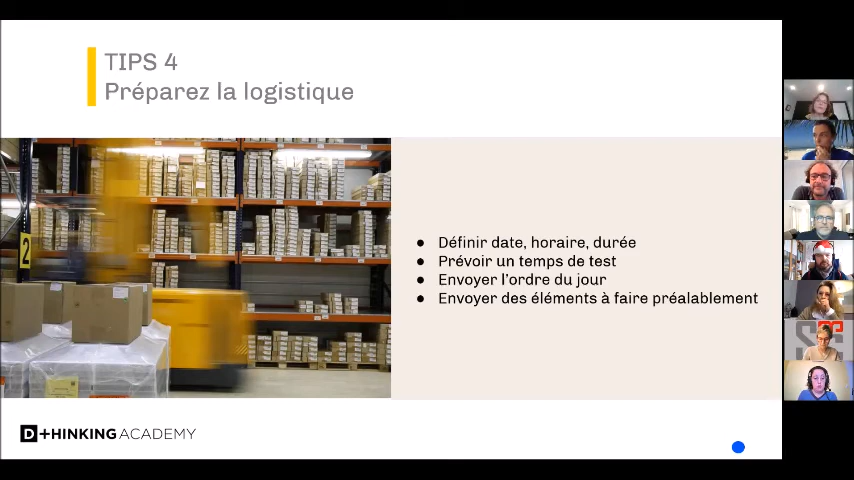 TIPS 4
Préparez la logistique
2
● Définir date, horaire, durée
● Prévoir un temps de test
● Envoyer l'ordre du jour
● Envoyer des éléments à faire préalablement
D+HINKING ACADEMY